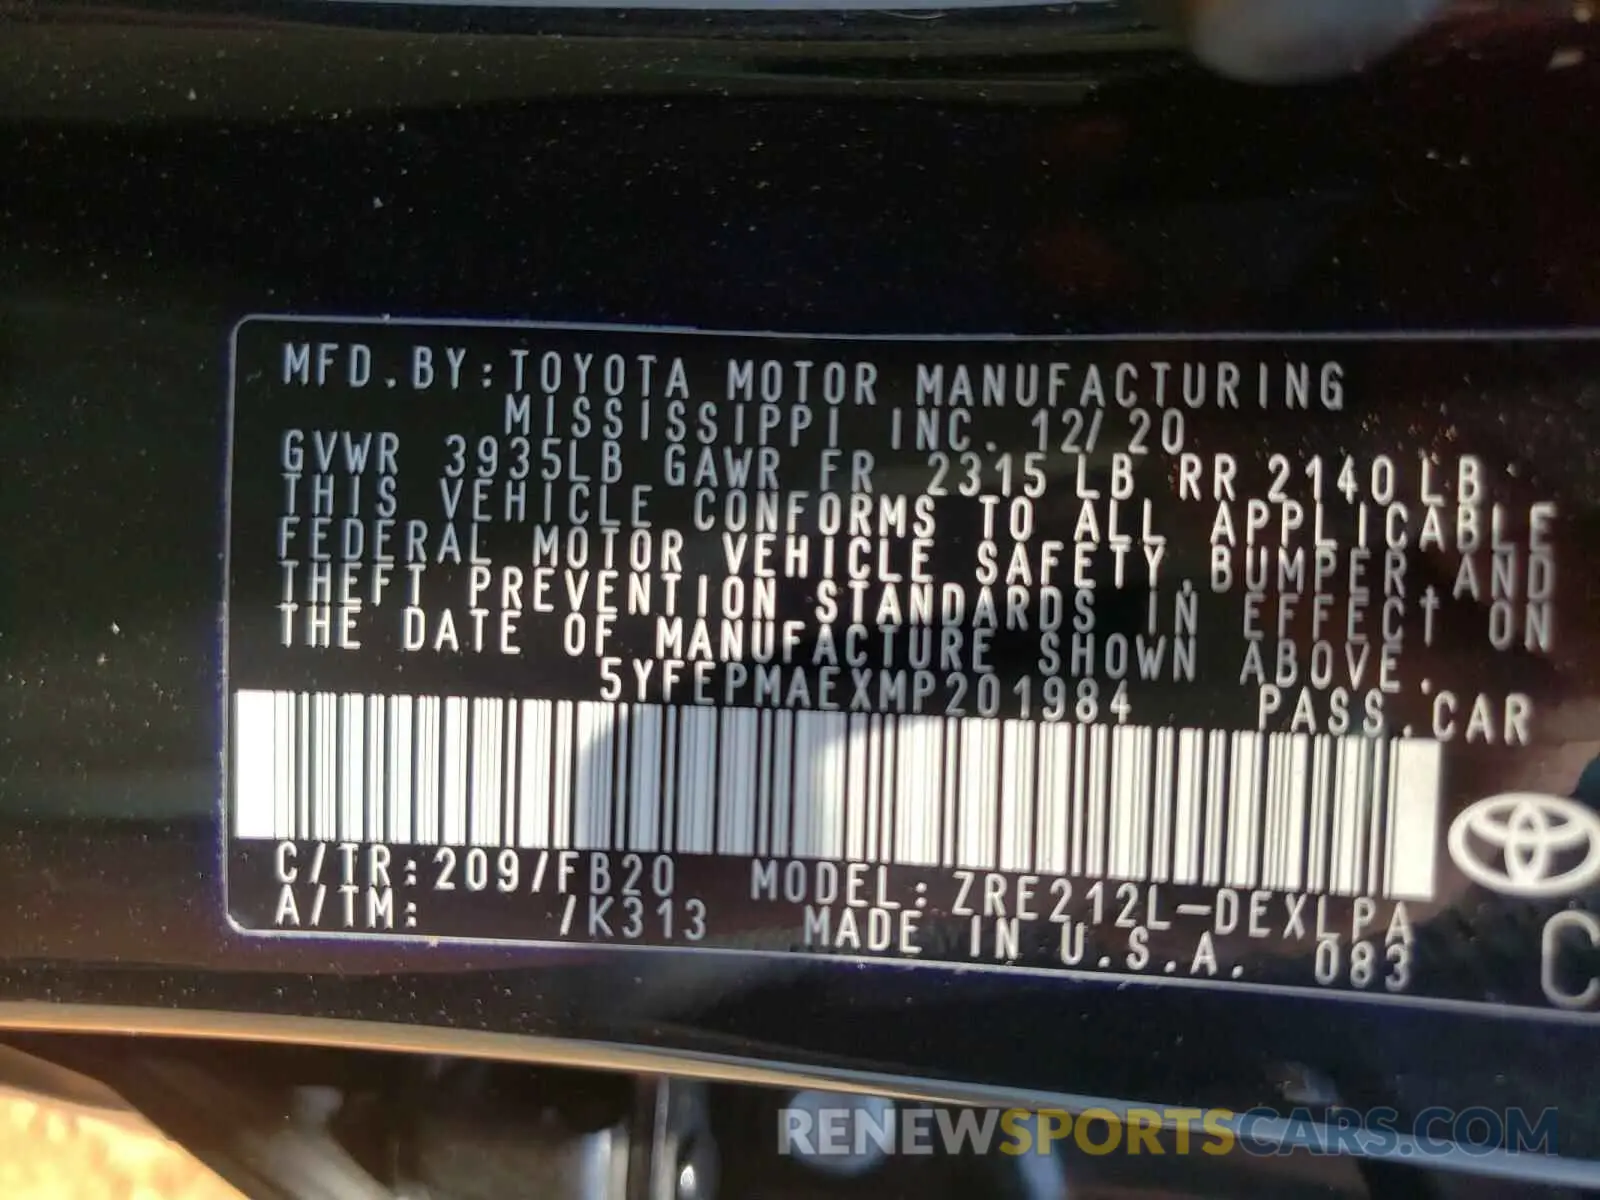 MFD.BY:TOYOTA MOTOR MANUFACTURING
MISSISSIPPI INC. 12/20
GVWR 3935LB GAWR FR 2315LB RR 2140LB
THIS VEHICLE CONFORMS TO ALL APPLICABLE
FEDERAL MOTOR VEHICLE SAFETY,BUMPER,AND
THEFT PREVENTION STANDARDS IN EFFECT ON
THE DATE OF MANUFACTURE SHOWN ABOVE.
5YFEPMAEXMP201984 PASS.CAR
C/TR:209/FB20 MODEL:ZRE212L-DEXLPA
A/TM: /K313 MADE IN U.S.A. 083
C
RENEWSPORTSCARS.COM